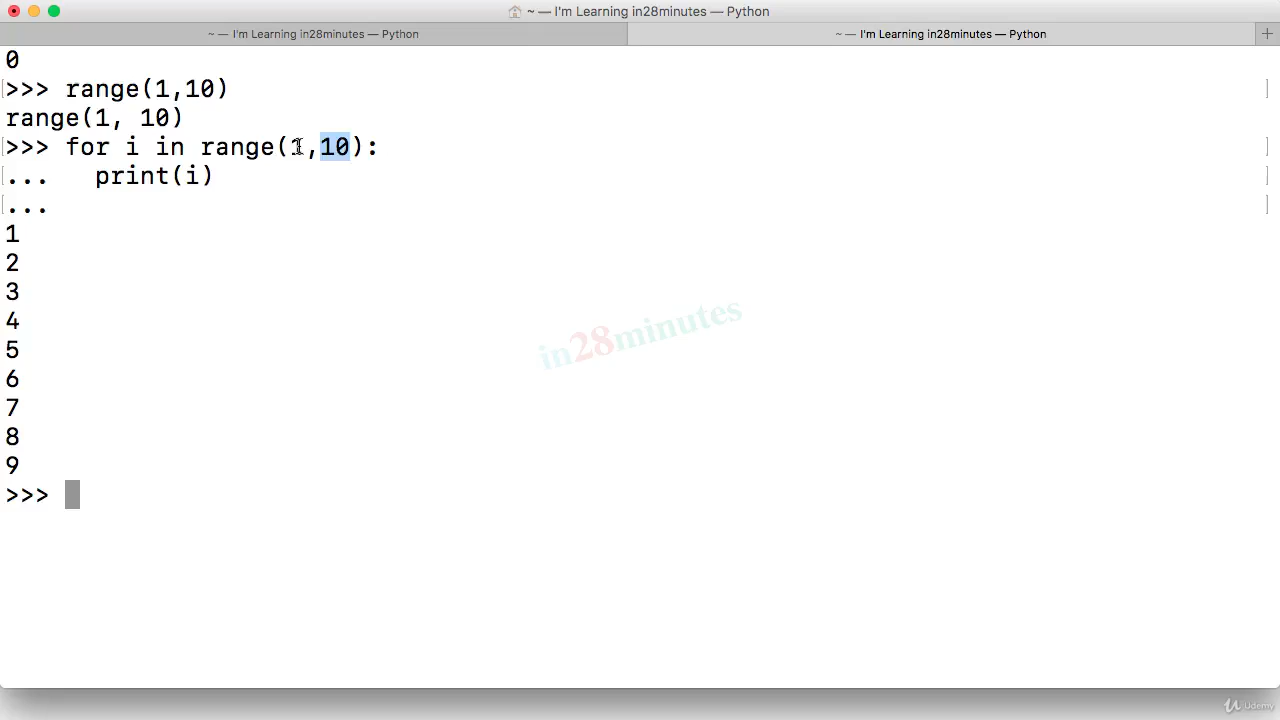 ~ — I'm Learning in28minutes — Python
~ — I'm Learning in28minutes — Python
~ — I'm Learning in28minutes — Python
0
>>> range(1,10)
range(1, 10)
>>> for i in range(1,10):
...   print(i)
...
1
2
3
4
5
6
7
8
9
>>>
in28minutes
Udemy